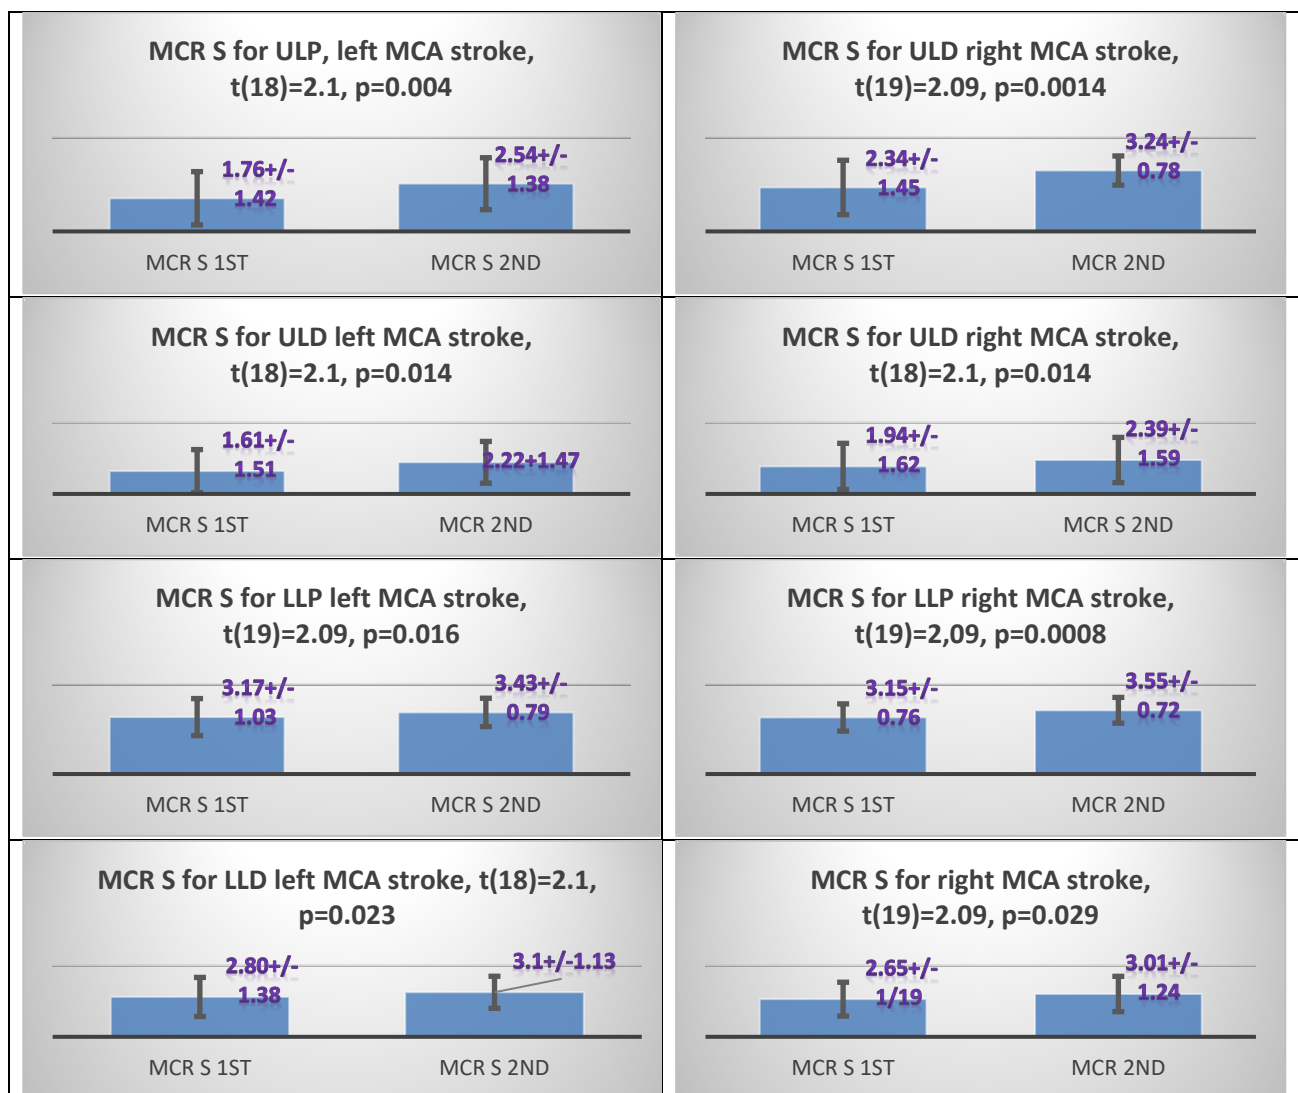 MCR S for ULP, left MCA stroke,
t(18)=2.1, p=0.004
1.76+/-
1.42
2.54+/-
1.38
MCR S 1ST
MCR S 2ND
MCR S for ULD right MCA stroke,
t(19)=2.09, p=0.0014
2.34+/-
1.45
3.24+/-
0.78
MCR S 1ST
MCR 2ND
MCR S for ULD left MCA stroke,
t(18)=2.1, p=0.014
1.61+/-
1.51
2.22+1.47
MCR S 1ST
MCR 2ND
MCR S for ULD right MCA stroke,
t(18)=2.1, p=0.014
1.94+/-
1.62
2.39+/-
1.59
MCR S 1ST
MCR S 2ND
MCR S for LLP left MCA stroke,
t(19)=2.09, p=0.016
3.17+/-
1.03
3.43+/-
0.79
MCR S 1ST
MCR S 2ND
MCR S for LLP right MCA stroke,
t(19)=2,09, p=0.0008
3.15+/-
0.76
3.55+/-
0.72
MCR S 1ST
MCR 2ND
MCR S for LLD left MCA stroke, t(18)=2.1,
p=0.023
2.80+/-
1.38
3.1+/-1.13
MCR S 1ST
MCR S 2ND
MCR S for right MCA stroke,
t(19)=2.09, p=0.029
2.65+/-
1/19
3.01+/-
1.24
MCR S 1ST
MCR 2ND